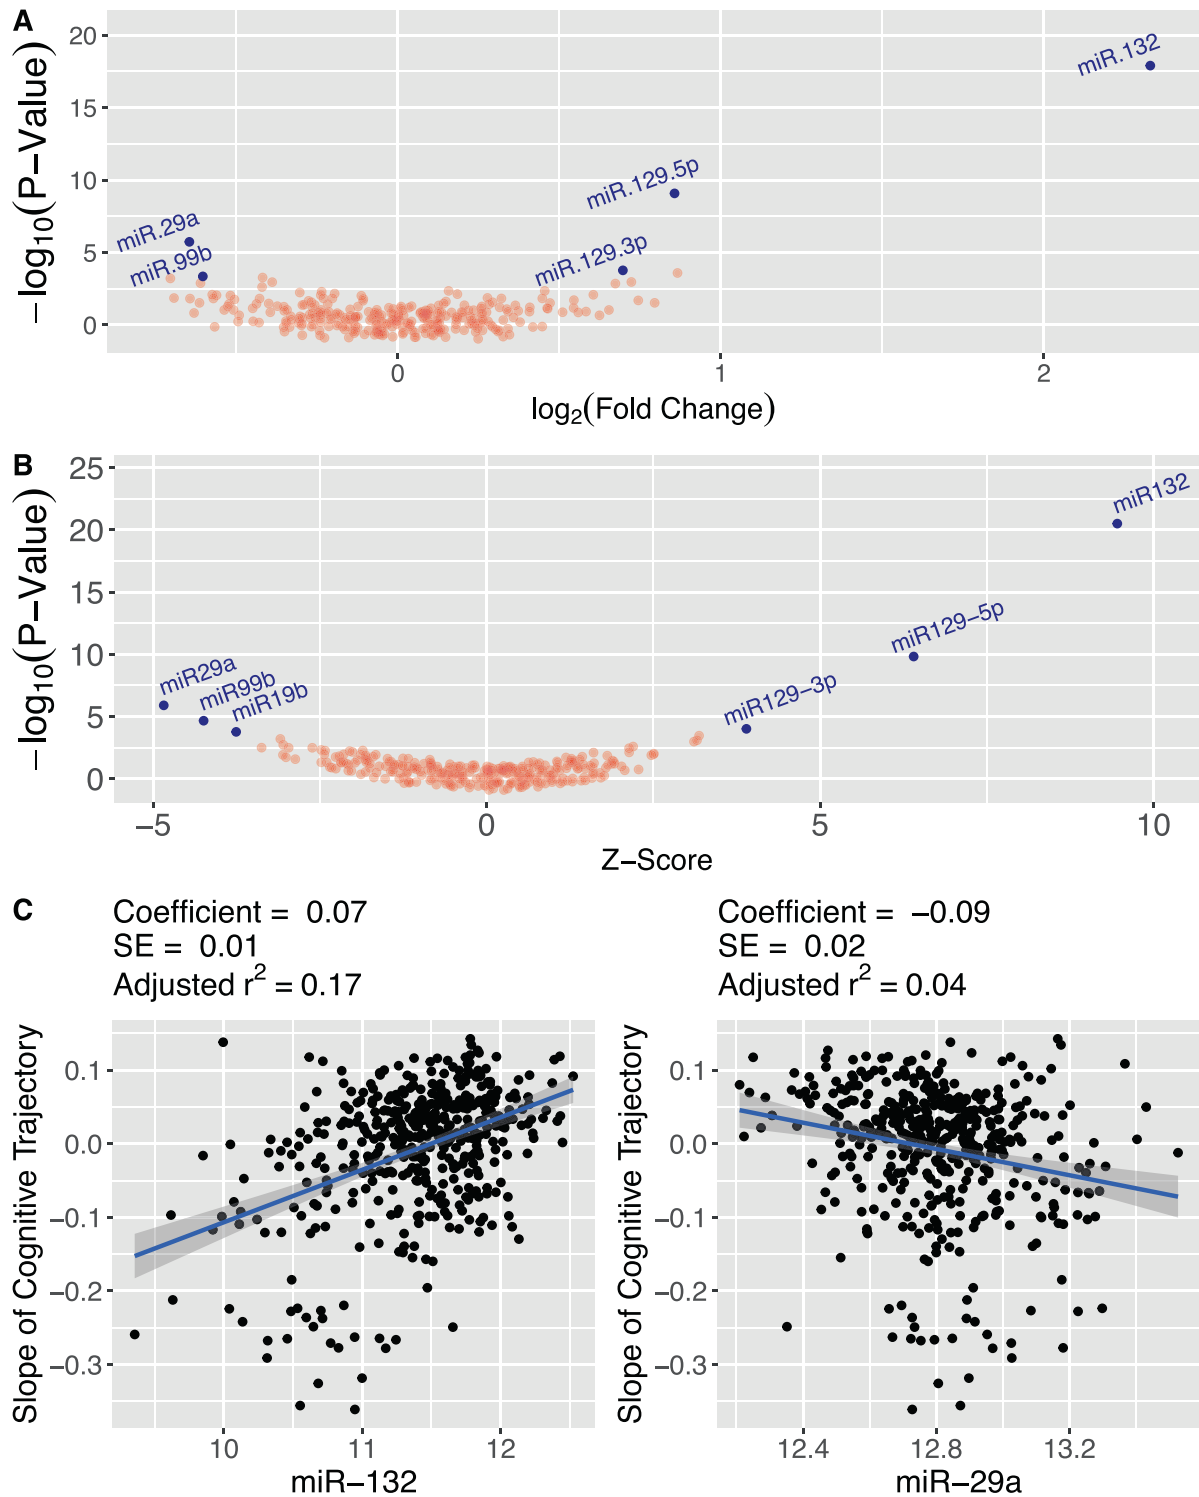 A
−log10(P−Value)
20
15
10
5
0
miR.132
miR.129.5p
miR.29a
miR.129.3p
miR.99b
0
1
2
log2(Fold Change)
B
−log10(P−Value)
25
20
15
10
5
0
miR132
miR129−5p
miR29a
miR99b
miR19b
miR129−3p
−5
0
5
10
Z−Score
C
Coefficient = 0.07
SE = 0.01
Adjusted r² = 0.17
Slope of Cognitive Trajectory
0.1
0.0
−0.1
−0.2
−0.3
10
11
12
miR−132
Coefficient = −0.09
SE = 0.02
Adjusted r² = 0.04
Slope of Cognitive Trajectory
0.1
0.0
−0.1
−0.2
−0.3
12.4
12.8
13.2
miR−29a